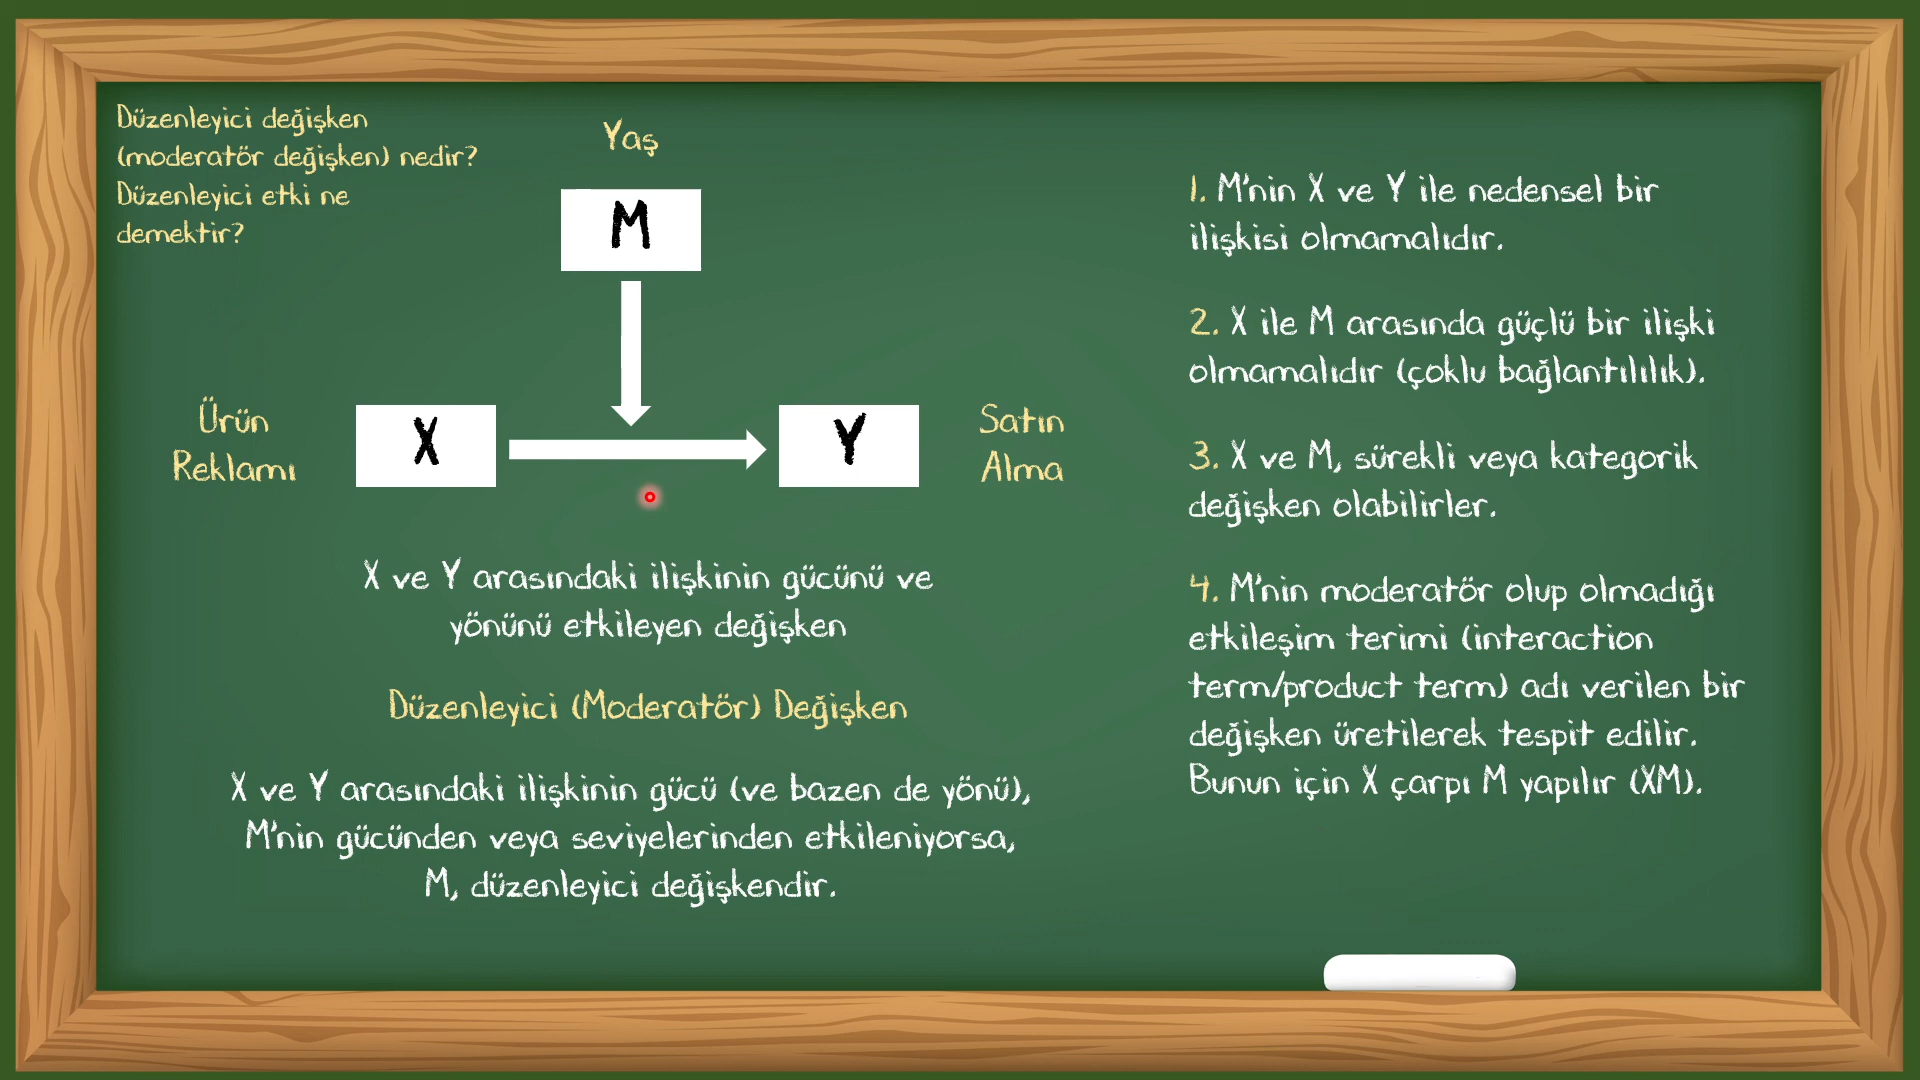 Düzenleyici değişken
(moderatör değişken) nedir?
Düzenleyici etki ne
demektir?
Yaş
M
Ürün
Reklamı
X
Y
Satın
Alma
X ve Y arasındaki ilişkinin gücünü ve
yönünü etkileyen değişken
Düzenleyici (Moderatör) Değişken
X ve Y arasındaki ilişkinin gücü (ve bazen de yönü),
M'nin gücünden veya seviyelerinden etkileniyorsa,
M, düzenleyici değişkendir.
1. M'nin X ve Y ile nedensel bir
ilişkisi olmamalıdır.
2. X ile M arasında güçlü bir ilişki
olmamalıdır (çoklu bağlantılılık).
3. X ve M, sürekli veya kategorik
değişken olabilirler.
4. M'nin moderatör olup olmadığı
etkileşim terimi (interaction
term/product term) adı verilen bir
değişken üretilerek tespit edilir.
Bunun için X çarpı M yapılır (XM).